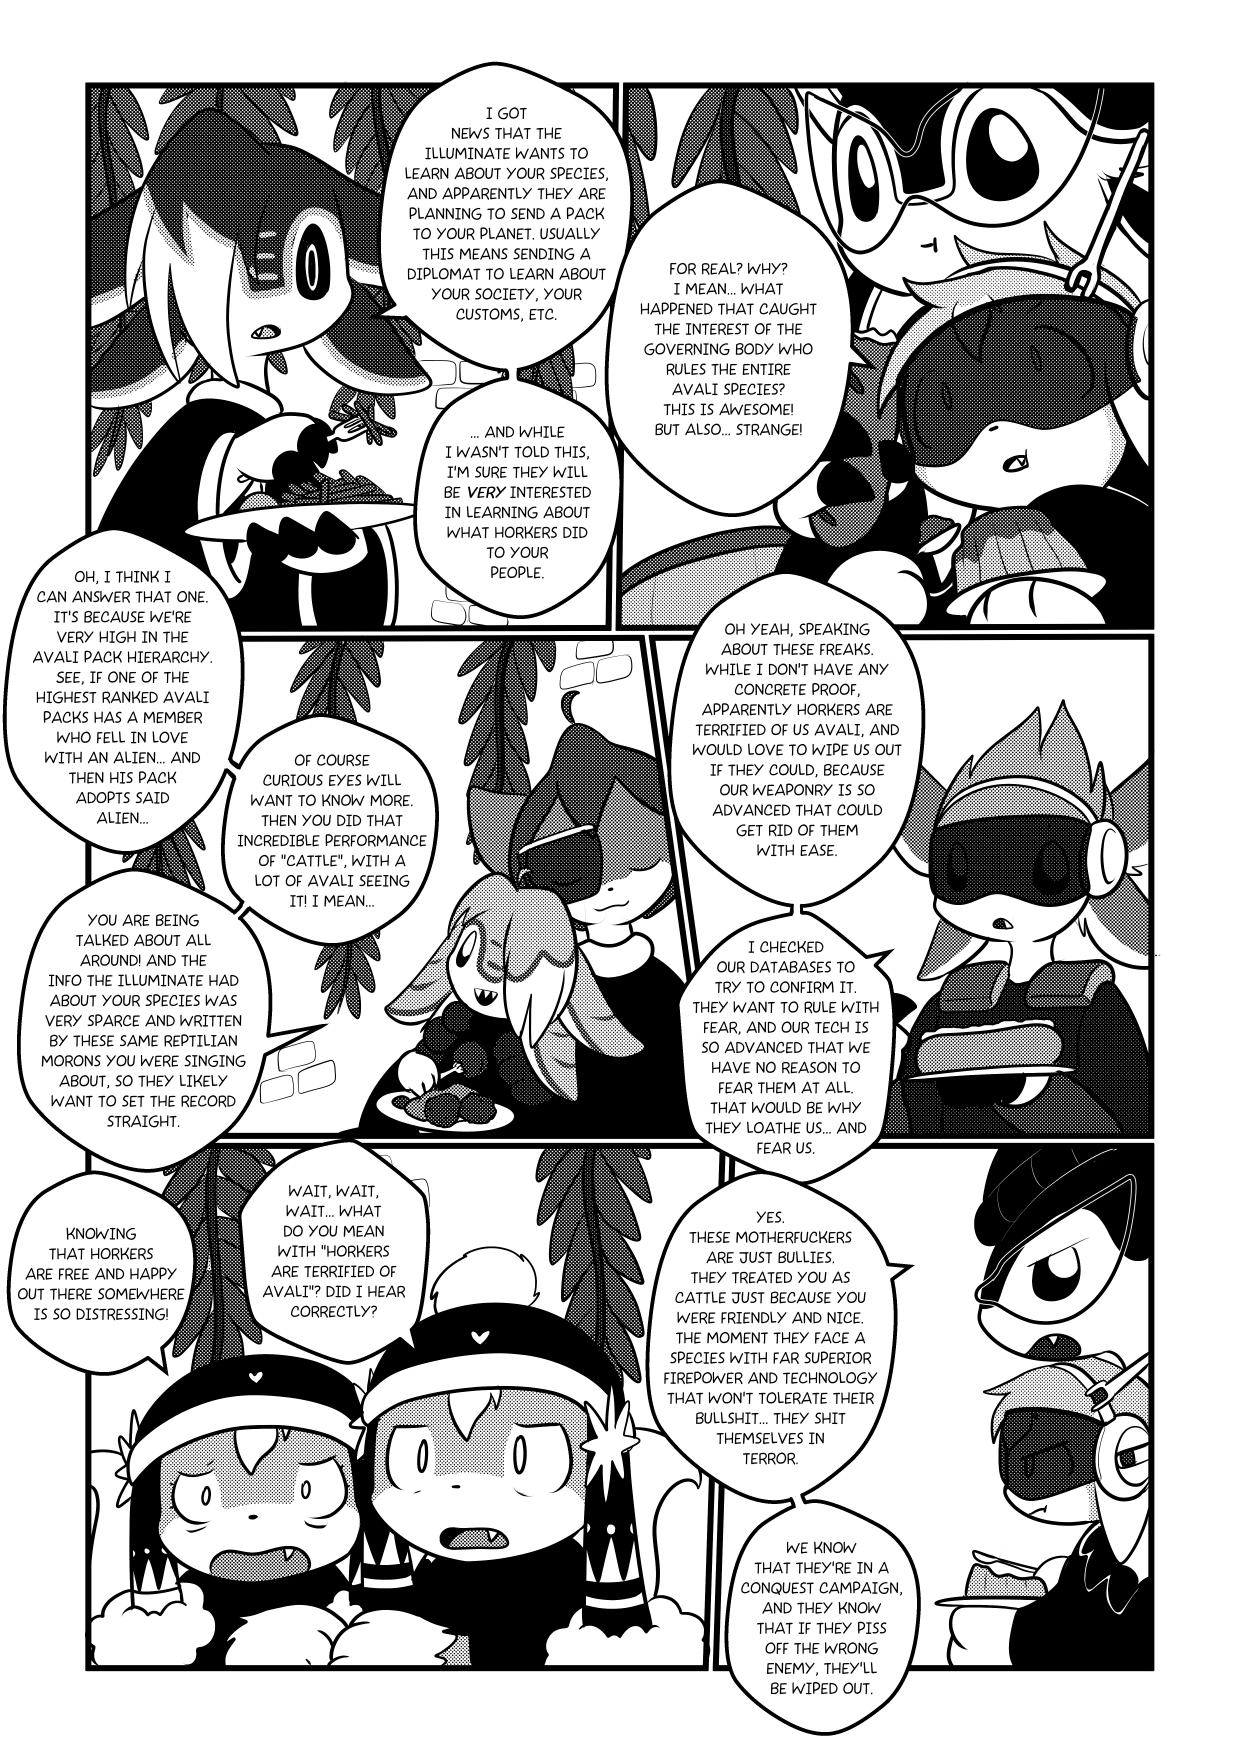 I GOT
NEWS THAT THE
ILLUMINATE WANTS TO
LEARN ABOUT YOUR SPECIES,
AND APPARENTLY THEY ARE
PLANNING TO SEND A PACK
TO YOUR PLANET. USUALLY
THIS MEANS SENDING A
DIPLOMAT TO LEARN ABOUT
YOUR SOCIETY, YOUR
CUSTOMS, ETC.
... AND WHILE
I WASN'T TOLD THIS,
I'M SURE THEY WILL
BE VERY INTERESTED
IN LEARNING ABOUT
WHAT HORKERS DID
TO YOUR
PEOPLE.
FOR REAL? WHY?
I MEAN... WHAT
HAPPENED THAT CAUGHT
THE INTEREST OF THE
GOVERNING BODY WHO
RULES THE ENTIRE
AVALI SPECIES?
THIS IS AWESOME!
BUT ALSO... STRANGE!
OH, I THINK I
CAN ANSWER THAT ONE.
IT'S BECAUSE WE'RE
VERY HIGH IN THE
AVALI PACK HIERARCHY.
SEE, IF ONE OF THE
HIGHEST RANKED AVALI
PACKS HAS A MEMBER
WHO FELL IN LOVE
WITH AN ALIEN... AND
THEN HIS PACK
ADOPTS SAID
ALIEN...
OF COURSE
CURIOUS EYES WILL
WANT TO KNOW MORE.
THEN YOU DID THAT
INCREDIBLE PERFORMANCE
OF "CATTLE", WITH A
LOT OF AVALI SEEING
IT! I MEAN...
YOU ARE BEING
TALKED ABOUT ALL
AROUND! AND THE
INFO THE ILLUMINATE HAD
ABOUT YOUR SPECIES WAS
VERY SPARCE AND WRITTEN
BY THESE SAME REPTILIAN
MORONS YOU WERE SINGING
ABOUT, SO THEY LIKELY
WANT TO SET THE RECORD
STRAIGHT.
OH YEAH, SPEAKING
ABOUT THESE FREAKS.
WHILE I DON'T HAVE ANY
CONCRETE PROOF,
APPARENTLY HORKERS ARE
TERRIFIED OF US AVALI, AND
WOULD LOVE TO WIPE US OUT
IF THEY COULD, BECAUSE
OUR WEAPONRY IS SO
ADVANCED THAT COULD
GET RID OF THEM
WITH EASE.
I CHECKED
OUR DATABASES TO
TRY TO CONFIRM IT.
THEY WANT TO RULE WITH
FEAR, AND OUR TECH IS
SO ADVANCED THAT WE
HAVE NO REASON TO
FEAR THEM AT ALL.
THAT WOULD BE WHY
THEY LOATHE US... AND
FEAR US.
KNOWING
THAT HORKERS
ARE FREE AND HAPPY
OUT THERE SOMEWHERE
IS SO DISTRESSING!
WAIT, WAIT,
WAIT... WHAT
DO YOU MEAN
WITH "HORKERS
ARE TERRIFIED OF
AVALI"? DID I HEAR
CORRECTLY?
YES.
THESE MOTHERFUCKERS
ARE JUST BULLIES.
THEY TREATED YOU AS
CATTLE JUST BECAUSE YOU
WERE FRIENDLY AND NICE.
THE MOMENT THEY FACE A
SPECIES WITH FAR SUPERIOR
FIREPOWER AND TECHNOLOGY
THAT WON'T TOLERATE THEIR
BULLSHIT... THEY SHIT
THEMSELVES IN
TERROR.
WE KNOW
THAT THEY'RE IN A
CONQUEST CAMPAIGN,
AND THEY KNOW
THAT IF THEY PISS
OFF THE WRONG
ENEMY, THEY'LL
BE WIPED OUT.